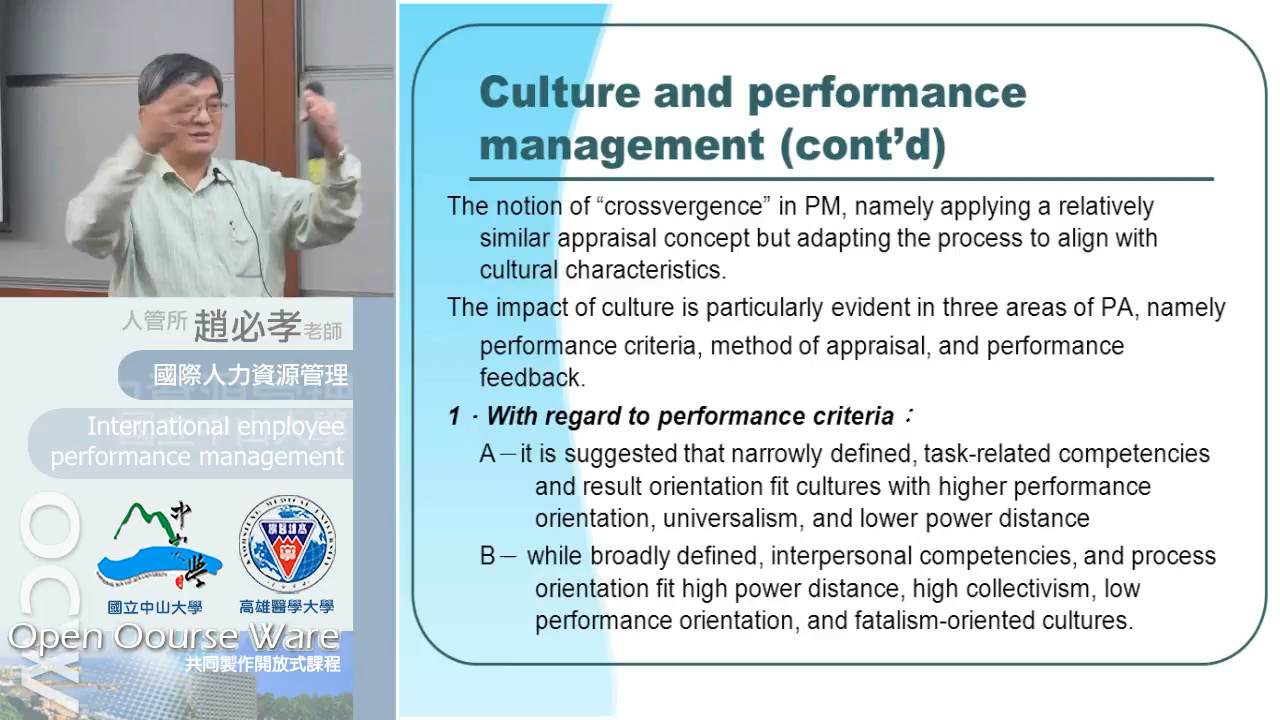 Culture and performance
management (cont’d)
The notion of “crossvergence” in PM, namely applying a relatively
similar appraisal concept but adapting the process to align with
cultural characteristics.
The impact of culture is particularly evident in three areas of PA, namely
performance criteria, method of appraisal, and performance
feedback.
1．With regard to performance criteria：
A－it is suggested that narrowly defined, task-related competencies
and result orientation fit cultures with higher performance
orientation, universalism, and lower power distance
B－ while broadly defined, interpersonal competencies, and process
orientation fit high power distance, high collectivism, low
performance orientation, and fatalism-oriented cultures.
人管所 趙必孝老師
國際人力資源管理
International employee
performance management
國立中山大學
高雄醫學大學
Open Oourse Ware
共同製作開放式課程
OCW